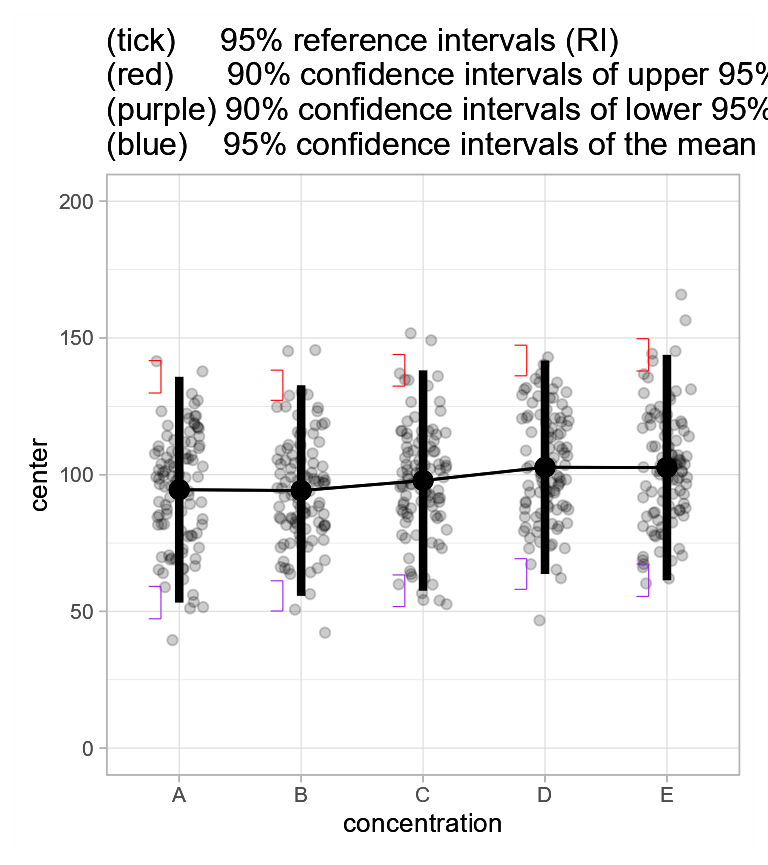 (tick) 95% reference intervals (RI)
(red) 90% confidence intervals of upper 95%
(purple) 90% confidence intervals of lower 95%
(blue) 95% confidence intervals of the mean
200
150
100
50
0
center
A B C D E
concentration